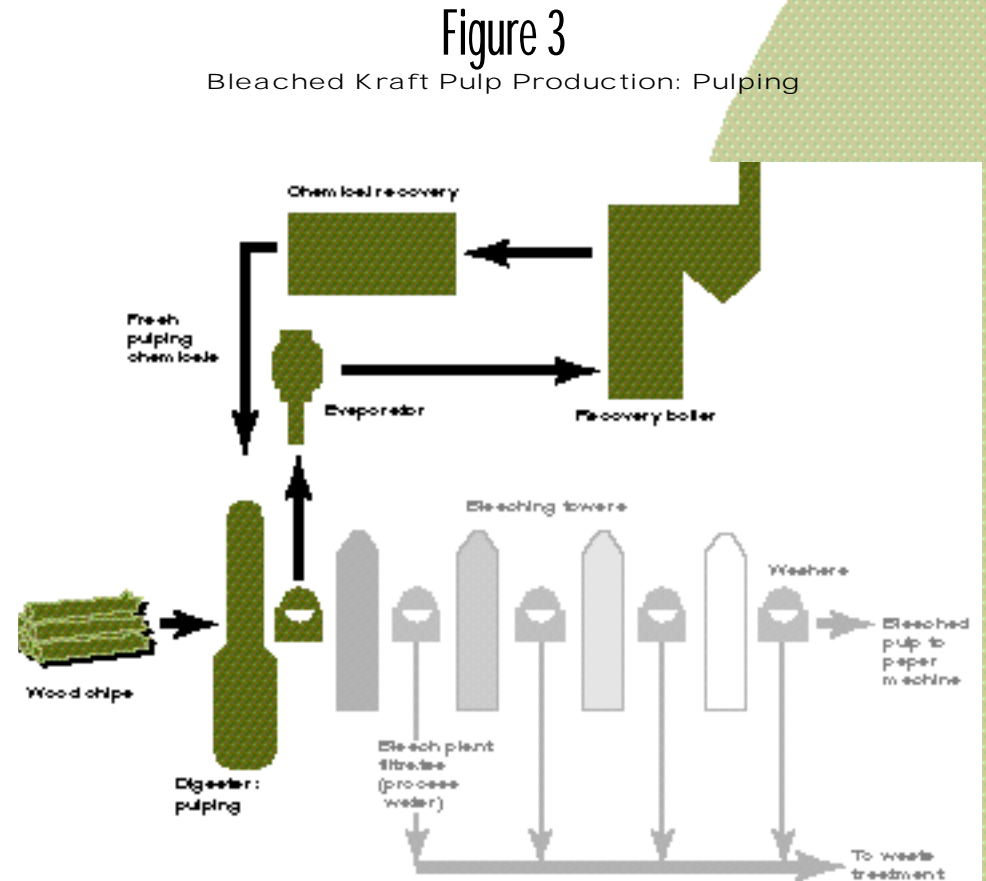 Figure 3
Bleached Kraft Pulp Production: Pulping
Chemical recovery
Fresh
pulping
chemicals
Evaporator
Recovery boiler
Bleaching towers
Washers
Bleached
pulp to
paper
machine
Wood chips
Bleach plant
filtrates
(process
water)
Digester:
pulping
To waste
treatment